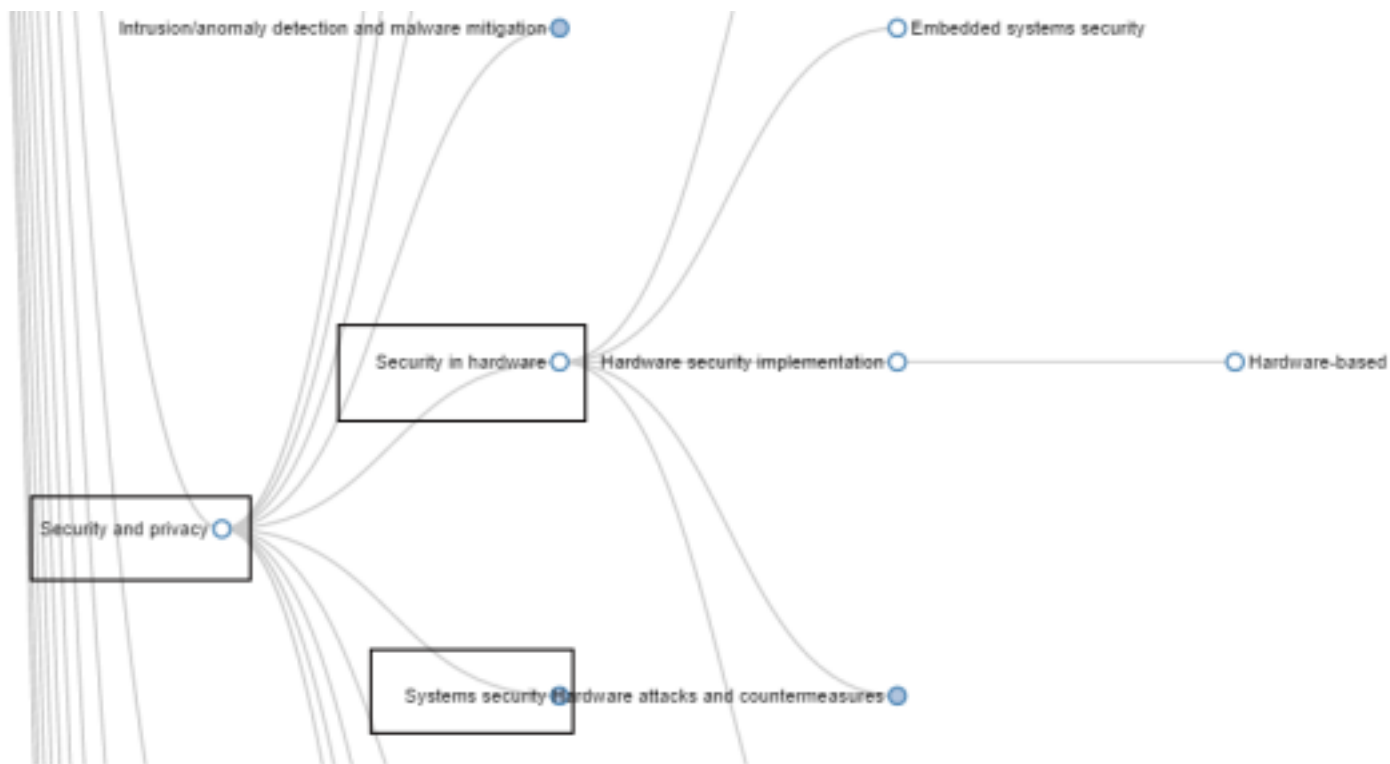 Intrusion/anomaly detection and malware mitigation
Embedded systems security
Security in hardware
Hardware security implementation
Hardware-based
Security and privacy
Systems security
Hardware attacks and countermeasures